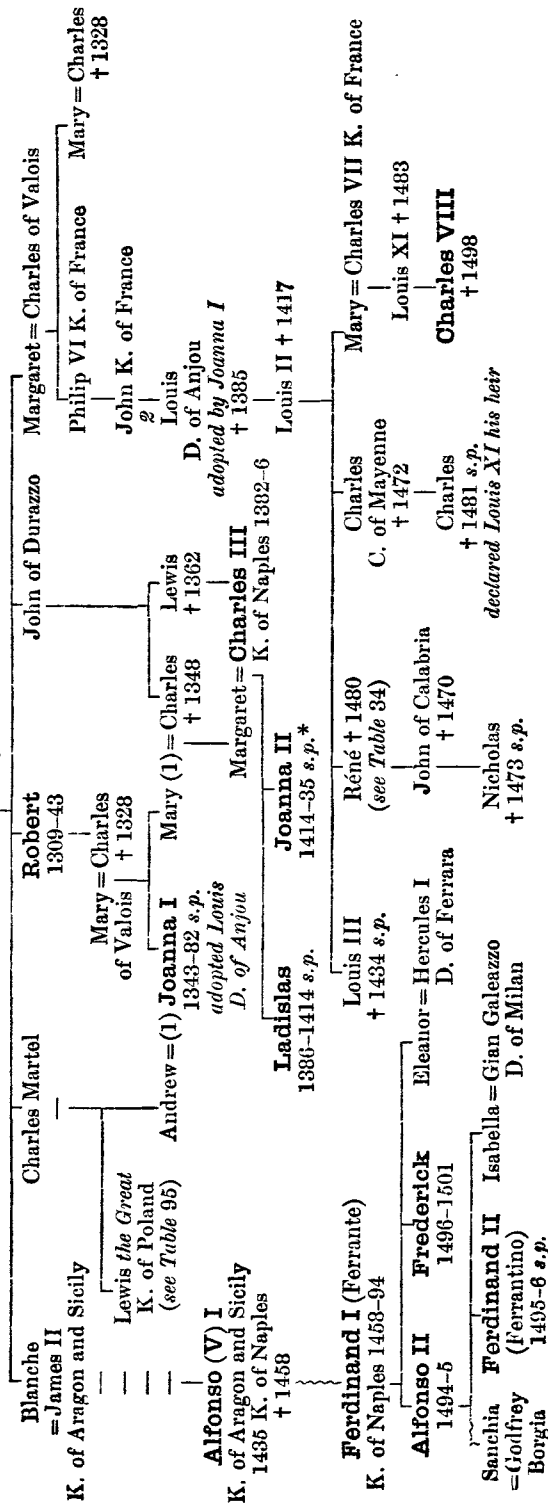 Blanche Charles Martel Robert John of Durazzo Margaret=Charles of Valois
=James II 1309–43
K. of Aragon and Sicily
Mary=Charles Philip VI K. of France Mary=Charles
of Valois †1328 †1328
Lewis the Great John K. of France
K. of Poland 2
(see Table 95) Louis
Andrew=(1) Joanna I Mary (1)=Charles Lewis D. of Anjou
1343–82 s.p. †1348 †1362 adopted by Joanna I
adopted Louis †1385
D. of Anjou
Alfonso (V) I Margaret=Charles III Louis II †1417
K. of Aragon and Sicily K. of Naples 1382–6
1435 K. of Naples
†1458
Ladislas Joanna II
1386–1414 s.p. 1414–35 s.p.*
Louis III Réné †1480 Charles Mary=Charles VII K. of France
†1434 s.p. (see Table 34) C. of Mayenne
†1472 Louis XI †1483
John of Calabria Charles Charles VIII
†1470 †1481 s.p. †1498
declared Louis XI his heir
Nicholas
†1473 s.p.
Ferdinand I (Ferrante)
K. of Naples 1458–94
Alfonso II Frederick Eleanor=Hercules I
1494–5 1496–1501 D. of Ferrara
Sanchia Ferdinand II Isabella=Gian Galeazzo
=Godfrey (Ferrantino) D. of Milan
Borgia 1495–6 s.p.